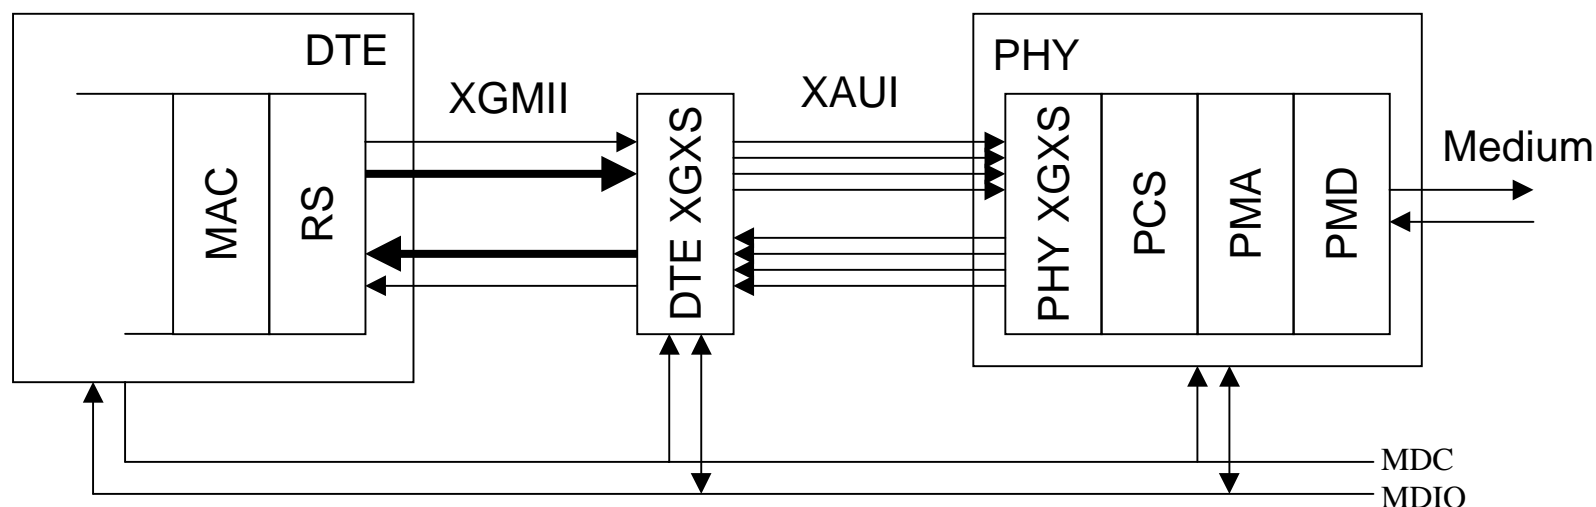 DTE
PHY
XGMII
XAUI
MAC
RS
DTE XGXS
PHY XGXS
PCS
PMA
PMD
Medium
MDC
MDIO